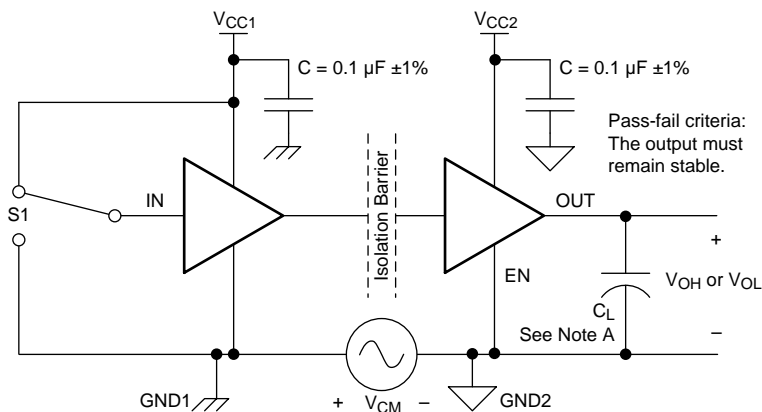 VCC1
VCC2
C = 0.1 µF ±1%
C = 0.1 µF ±1%
Pass-fail criteria:
The output must
remain stable.
S1
IN
Isolation Barrier
OUT
EN
+
VOH or VOL
CL
See Note A
–
GND1
+ VCM –
GND2